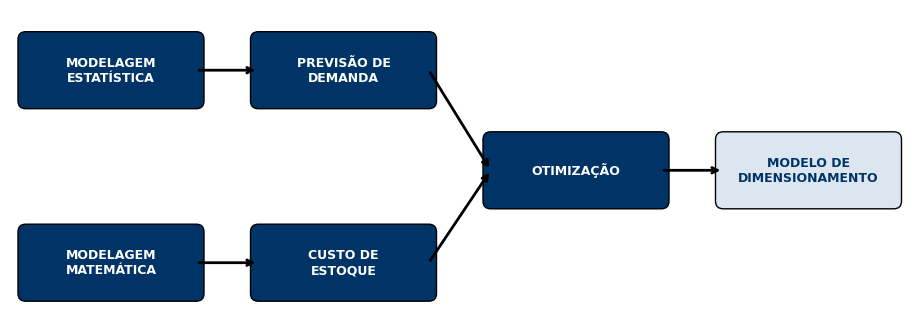 MODELAGEM
ESTATÍSTICA
PREVISÃO DE
DEMANDA
OTIMIZAÇÃO
MODELO DE
DIMENSIONAMENTO
MODELAGEM
MATEMÁTICA
CUSTO DE
ESTOQUE